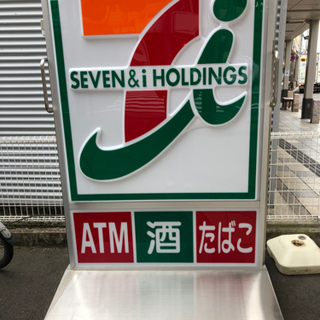 SEVEN & i HOLDINGS
ATM 酒 たばこ